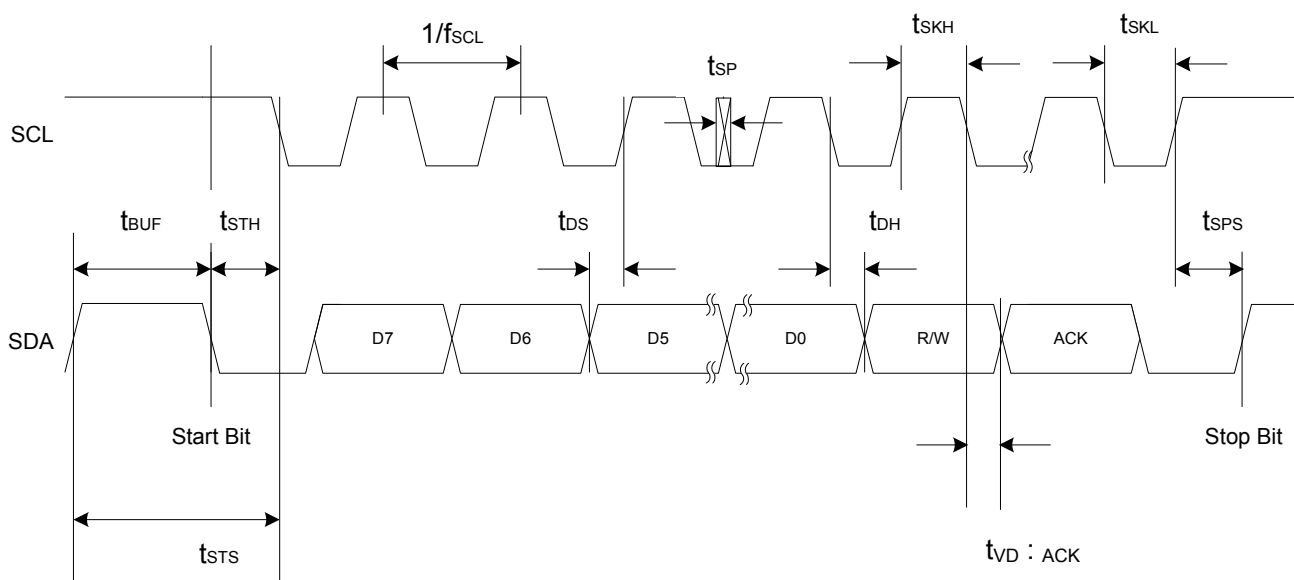 1/fSCL
tSKH
tSKL
tSP
SCL
tBUF
tSTH
tDS
tDH
tSPS
SDA
D7
D6
D5
D0
R/W
ACK
Start Bit
Stop Bit
tSTS
tVD : ACK